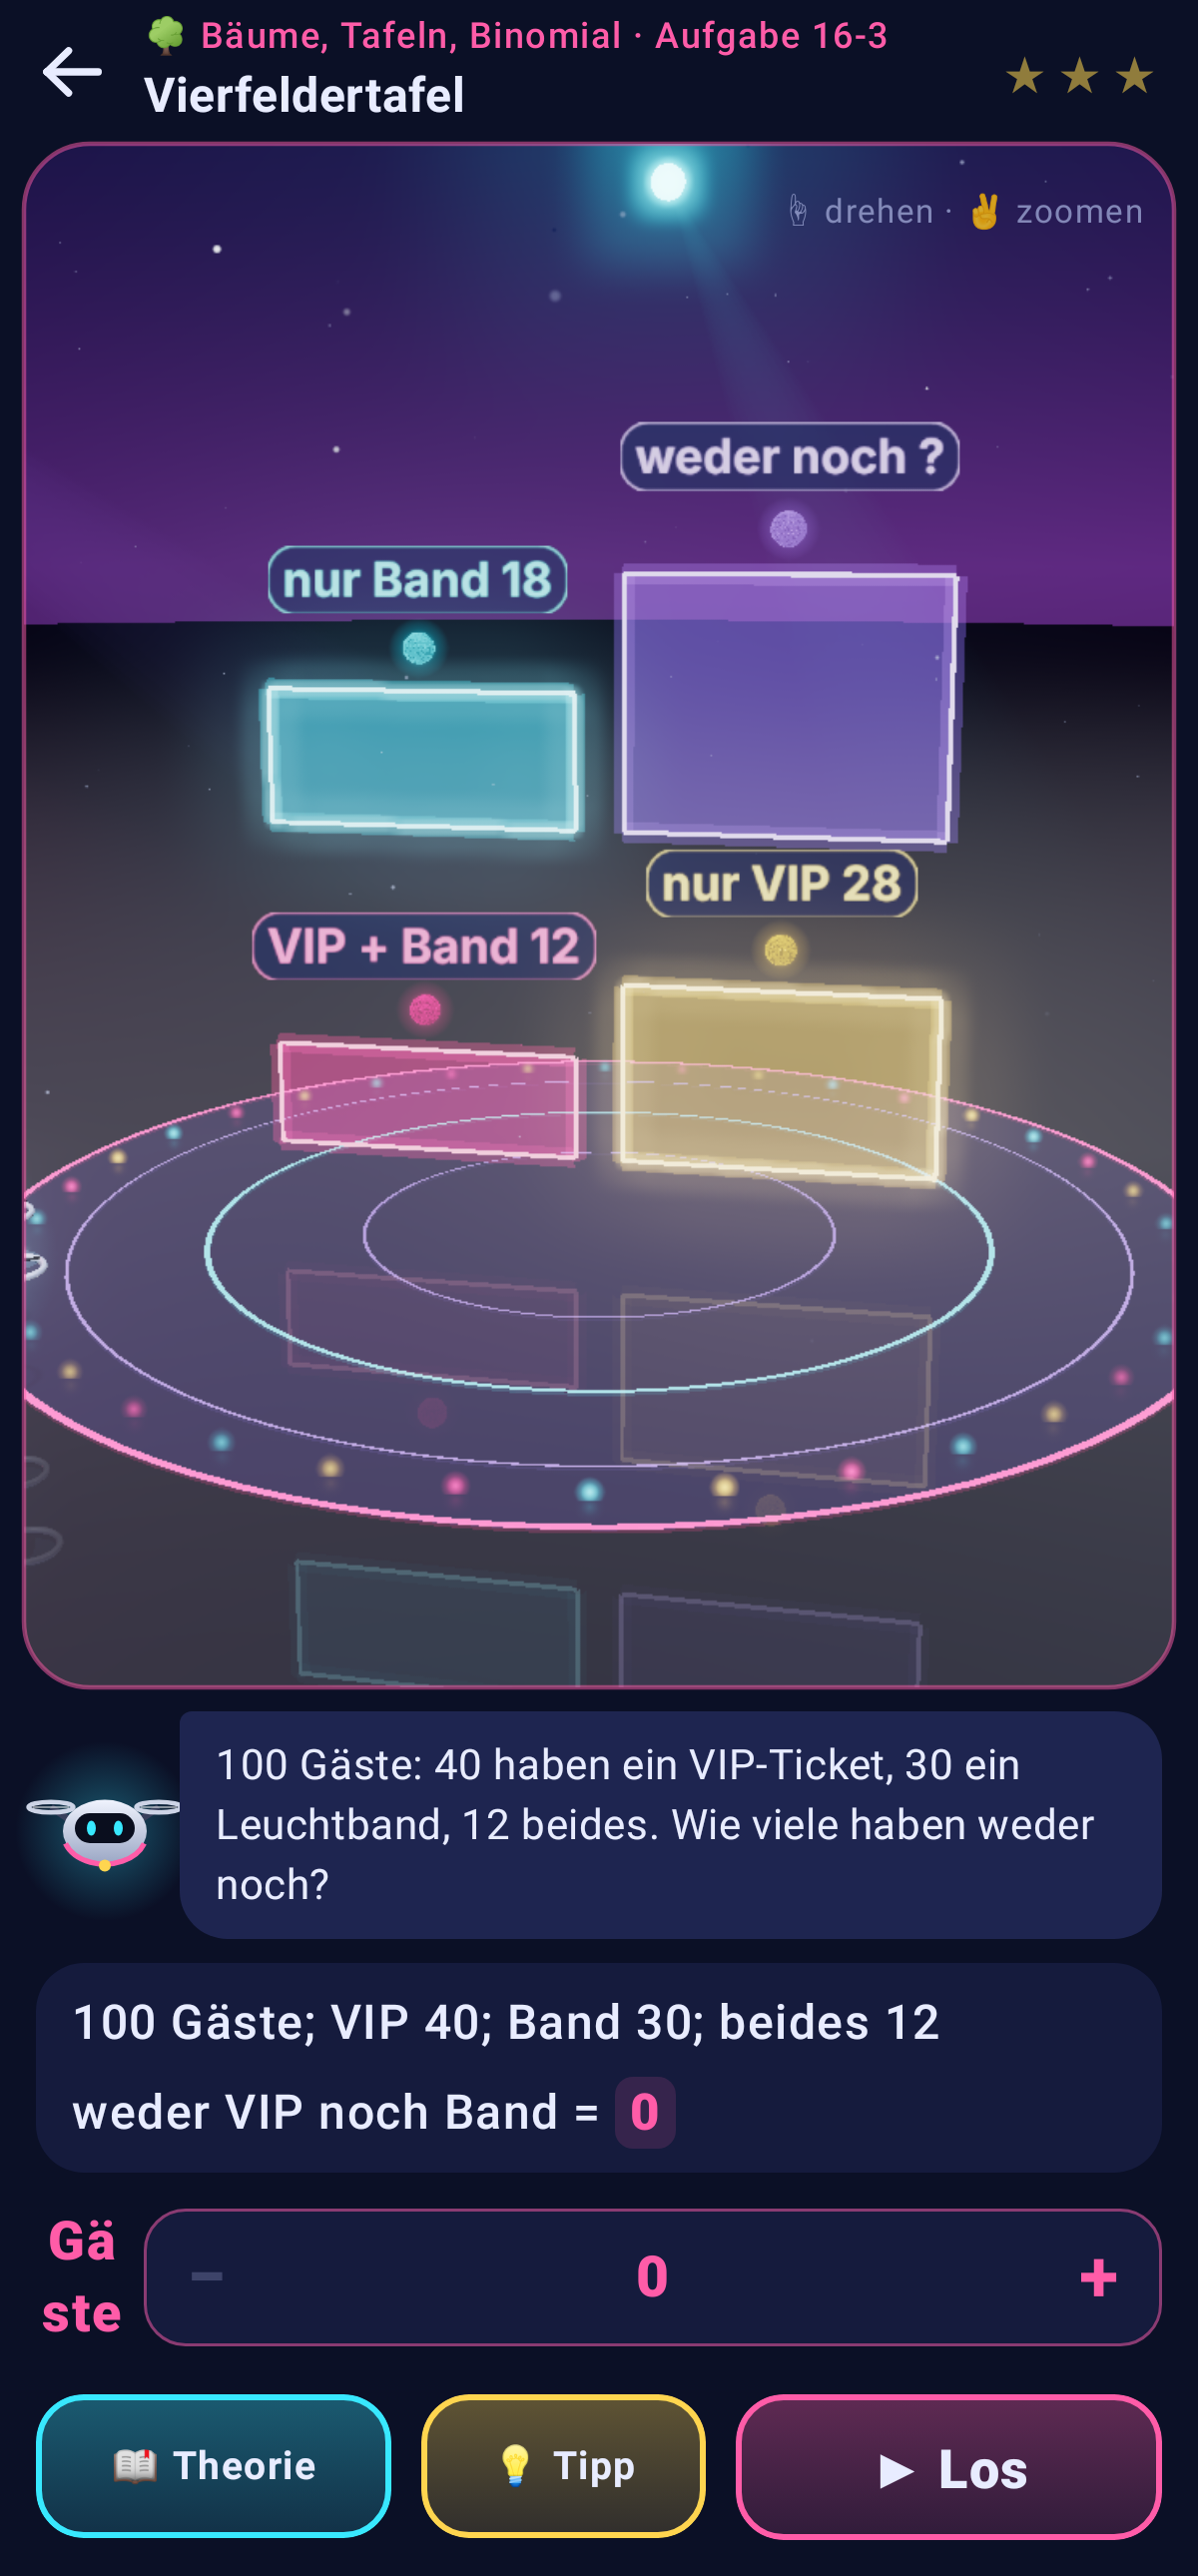 🌳 Bäume, Tafeln, Binomial · Aufgabe 16-3
Vierfeldertafel
★ ★ ★
☝ drehen · ✌ zoomen
weder noch ?
nur Band 18
nur VIP 28
VIP + Band 12
100 Gäste: 40 haben ein VIP-Ticket, 30 ein
Leuchtband, 12 beides. Wie viele haben weder
noch?
100 Gäste; VIP 40; Band 30; beides 12
weder VIP noch Band = 0
Gä
ste
− 0 +
📖 Theorie
💡 Tipp
▶ Los